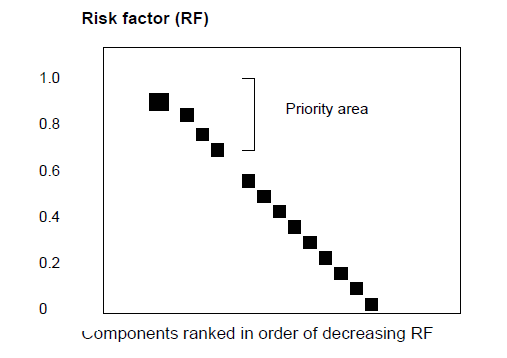 Risk factor (RF)
1.0
Priority area
0.8
0.6
0.4
0.2
0
Components ranked in order of decreasing RF